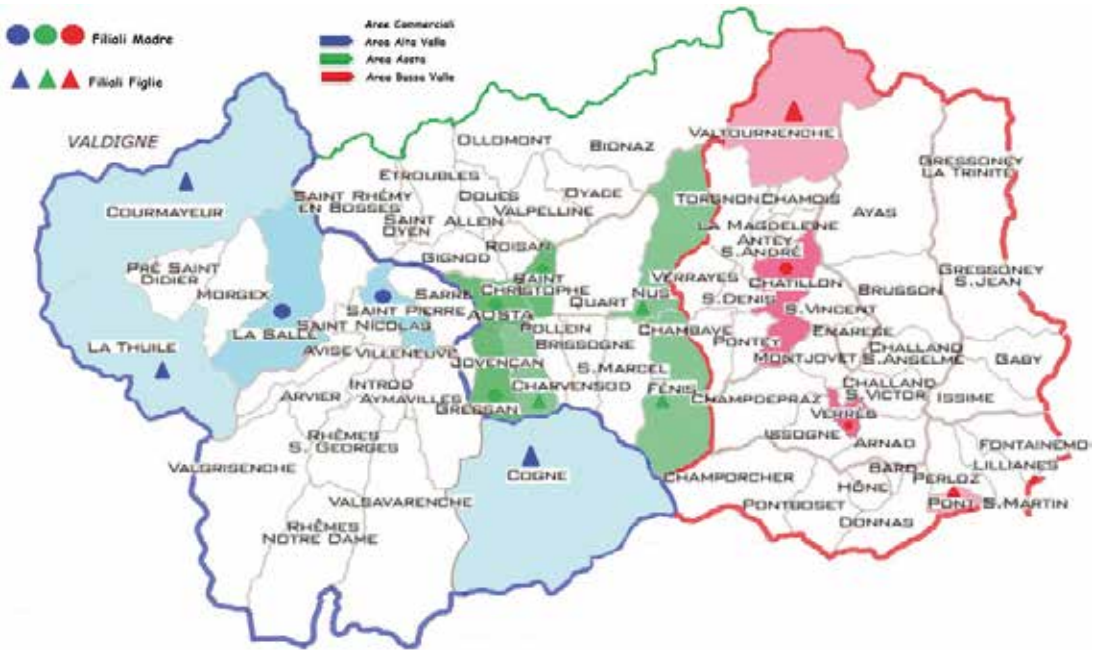 Filiali Madre
Filiali Figlie
Aree Commerciali
Area Alta Valle
Area Aosta
Area Bassa Valle
VALDIGNE
OLLOMONT
BIONAZ
VALTOURNENCHE
ETROUBLES
GRESSONEY
LA TRINITÉ
SAINT RHÉMY
EN BOSSES
DOUES
OYACE
COURMAYEUR
SAINT
OYEN
ALLEIN
VALPELLINE
TORGNON
CHAMOIS
AYAS
LA MAGDELEINE
ROISAN
ANTEY
S.ANDRÉ
GIGNOD
PRÉ SAINT
DIDIER
SAINT
CHRISTOPHE
VERRAYES
CHATILLON
GRESSONEY
S.JEAN
MORGEX
SARRE
QUART
NUS
BRUSSON
SAINT PIERRE
AOSTA
S.DENIS
S.VINCENT
LA SALLE
SAINT NICOLAS
POLLEIN
CHAMBAVE
EMARESE
BRISSOGNE
PONTEY
LA THUILE
AVISE
VILLENEUVE
MONTJOVET
CHALLAND
S.ANSELME
GABY
JOVENÇAN
S.MARCEL
INTROD
CHARVENSOD
FÉNIS
CHALLAND
S.VICTOR
ARVIER
AYMAVILLES
CHAMPDEPRAZ
ISSIME
GRESSAN
VERRÈS
RHÊMES
S. GEORGES
ISSOGNE
ARNAD
FONTAINEMO
VALGRISENCHE
BARD
LILLIANES
COGNE
CHAMPORCHER
PERLOZ
HÔNE
VALSAVARENCHE
PONTBOSET
PONT S.MARTIN
DONNAS
RHÊMES
NOTRE DAME